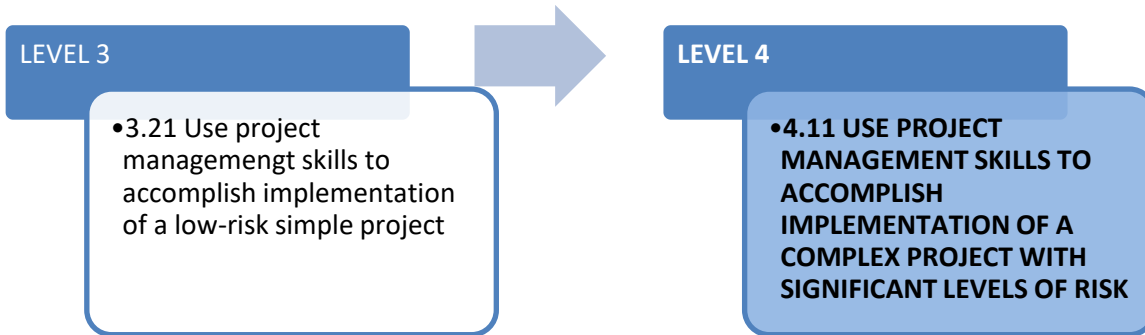 LEVEL 3
•3.21 Use project
managemengt skills to
accomplish implementation
of a low-risk simple project
LEVEL 4
•4.11 USE PROJECT
MANAGEMENT SKILLS TO
ACCOMPLISH
IMPLEMENTATION OF A
COMPLEX PROJECT WITH
SIGNIFICANT LEVELS OF RISK